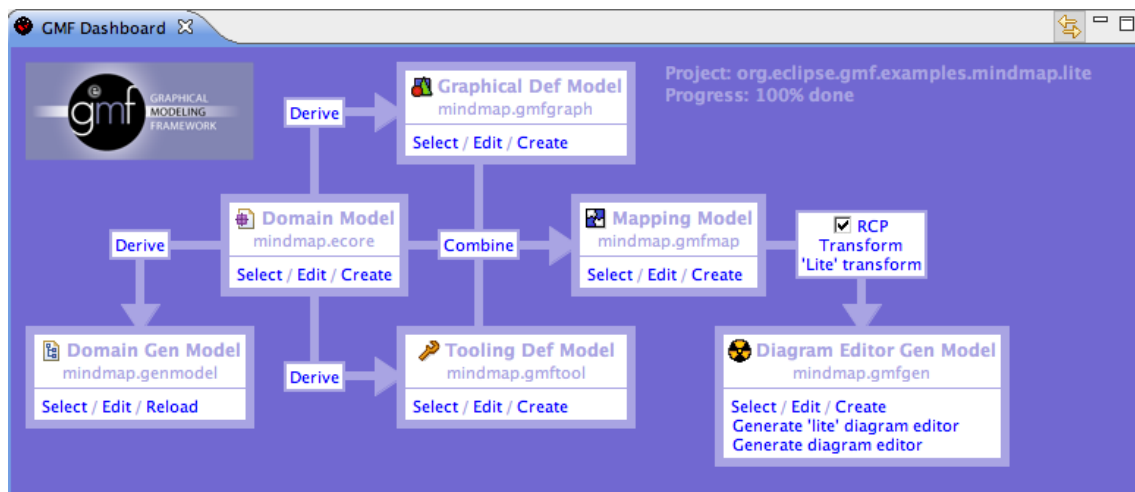 GMF Dashboard
e
gmf
GRAPHICAL
MODELING
FRAMEWORK
Project: org.eclipse.gmf.examples.mindmap.lite
Progress: 100% done
Derive
Graphical Def Model
mindmap.gmfgraph
Select / Edit / Create
Derive
Domain Model
mindmap.ecore
Select / Edit / Create
Combine
Mapping Model
mindmap.gmfmap
Select / Edit / Create
RCP
Transform
'Lite' transform
Domain Gen Model
mindmap.genmodel
Select / Edit / Reload
Derive
Tooling Def Model
mindmap.gmftool
Select / Edit / Create
Diagram Editor Gen Model
mindmap.gmfgen
Select / Edit / Create
Generate 'lite' diagram editor
Generate diagram editor